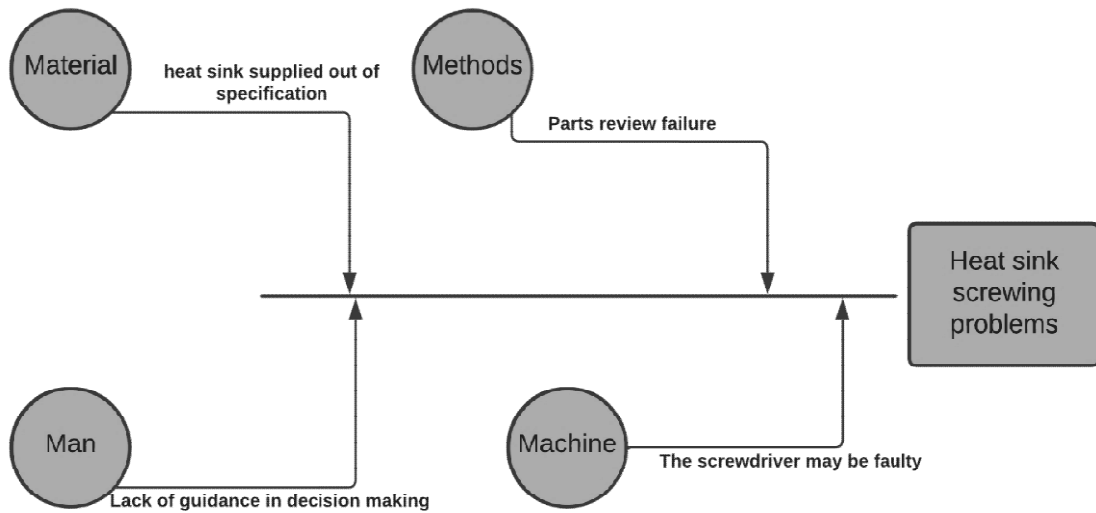 Material
heat sink supplied out of
specification
Methods
Parts review failure
Heat sink
screwing
problems
Man
Lack of guidance in decision making
Machine
The screwdriver may be faulty